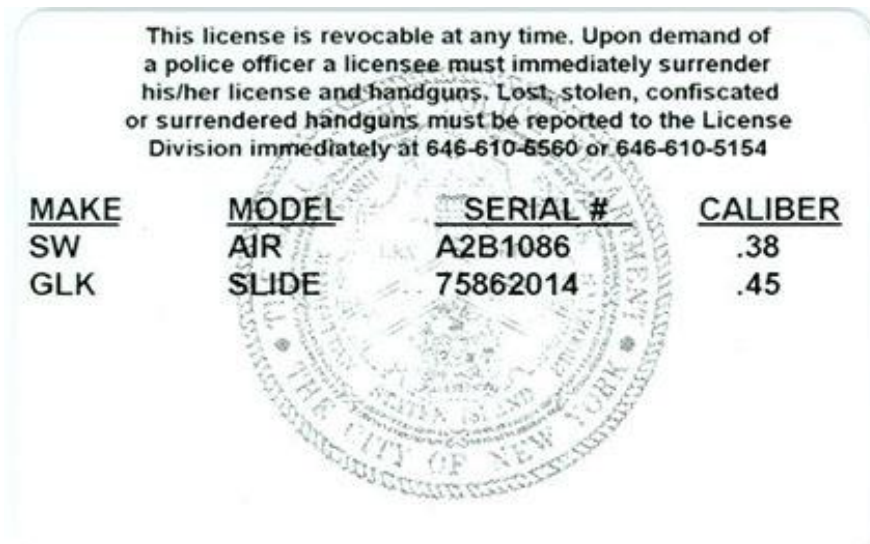 This license is revocable at any time. Upon demand of
a police officer a licensee must immediately surrender
his/her license and handguns. Lost, stolen, confiscated
or surrendered handguns must be reported to the License
Division immediately at 646-610-5560 or 646-610-5154
MAKE MODEL SERIAL # CALIBER
SW AIR A2B1086 .38
GLK SLIDE 75862014 .45
STATEN ISLAND
THE CITY OF NEW YORK